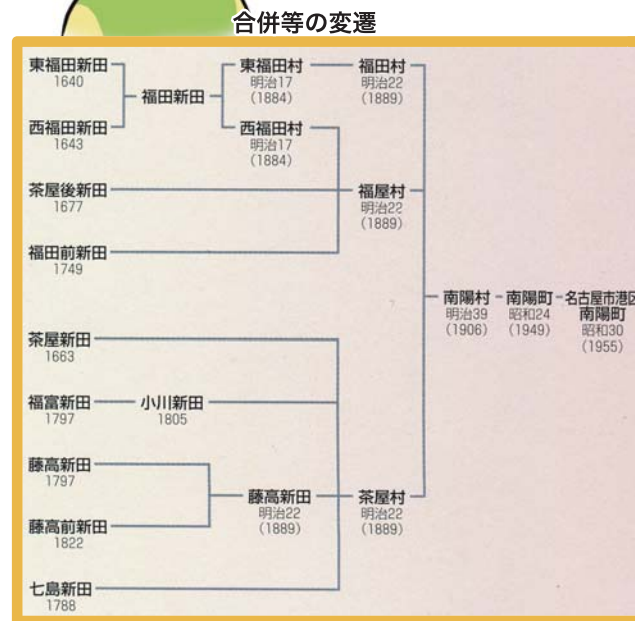 合併等の変遷
東福田新田
1640
西福田新田
1643
福田新田
東福田村
明治17
(1884)
西福田村
明治17
(1884)
福田村
明治22
(1889)
茶屋後新田
1677
福田前新田
1749
福屋村
明治22
(1889)
茶屋新田
1663
福富新田
1797
小川新田
1805
藤高新田
1797
藤高前新田
1822
藤高新田
明治22
(1889)
七島新田
1788
茶屋村
明治22
(1889)
南陽村
明治39
(1906)
南陽町
昭和24
(1949)
名古屋市港区
南陽町
昭和30
(1955)